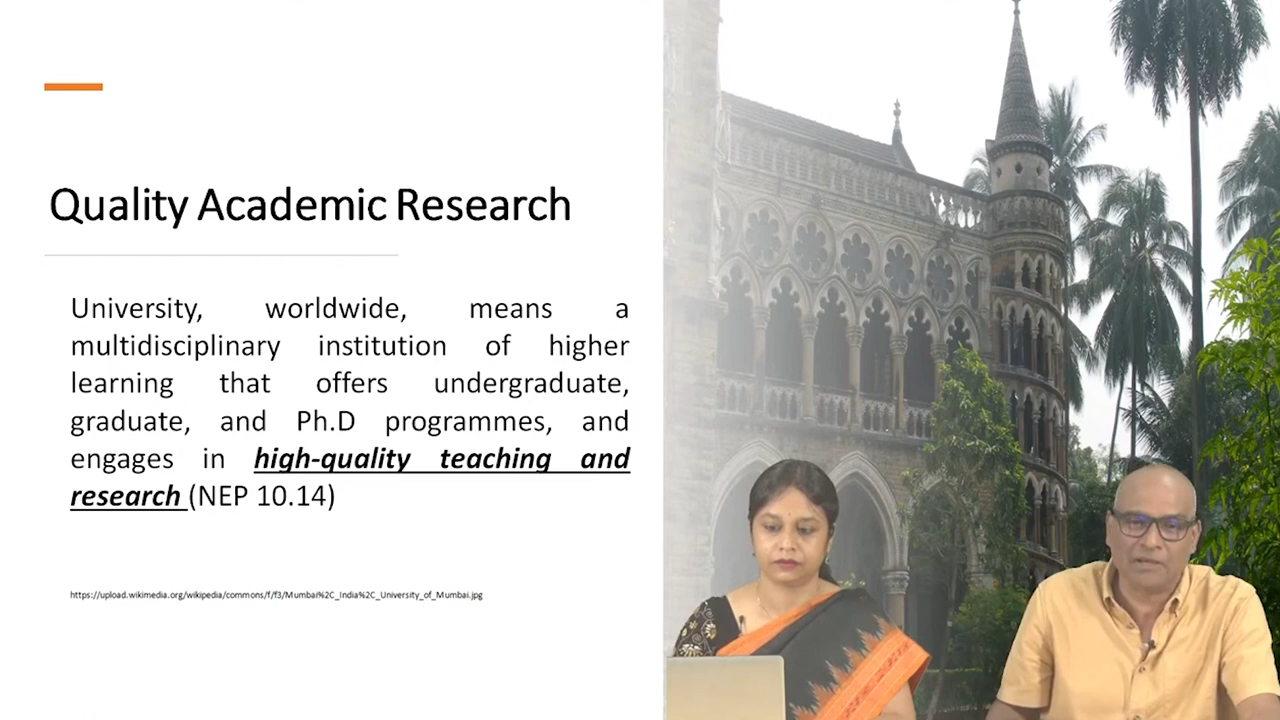 Quality Academic Research
University, worldwide, means a
multidisciplinary institution of higher
learning that offers undergraduate,
graduate, and Ph.D programmes, and
engages in high-quality teaching and
research (NEP 10.14)
https://upload.wikimedia.org/wikipedia/commons/f/f3/Mumbai%2C_India%2C_University_of_Mumbai.jpg